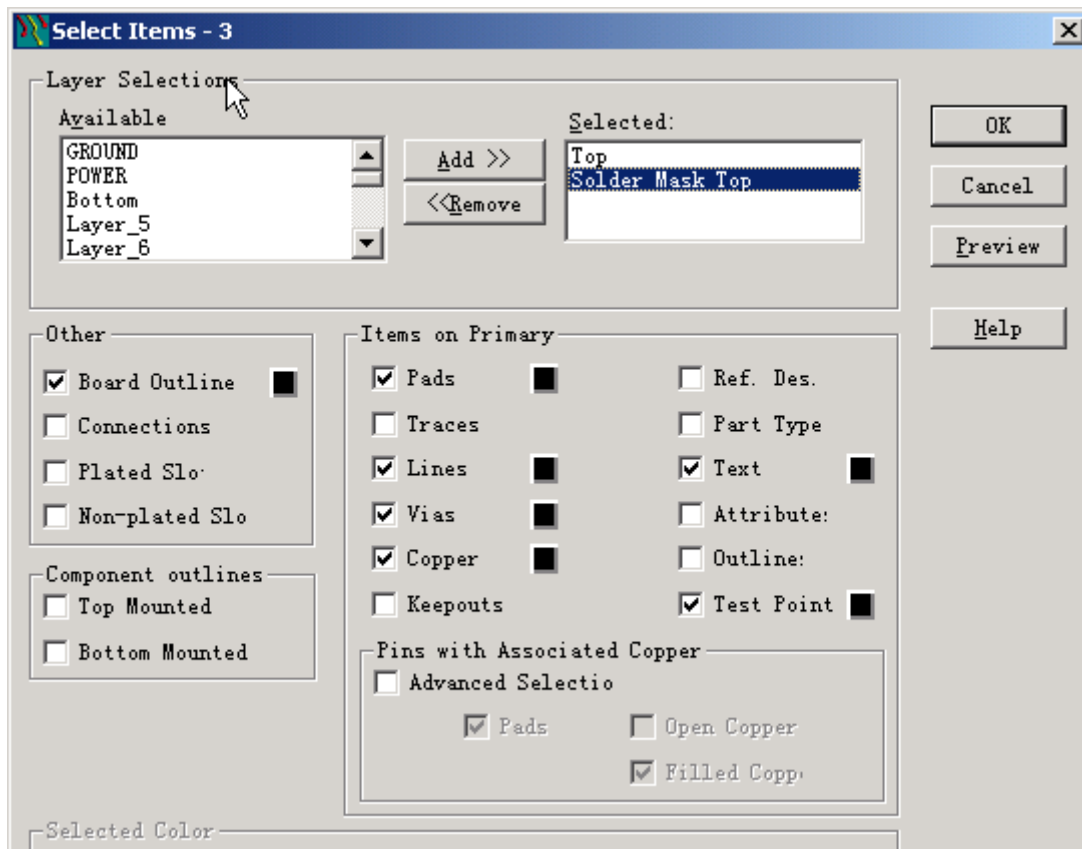 Select Items - 3
Layer Selections
Available
GROUND
POWER
Bottom
Layer_5
Layer_6
Add >>
<<Remove
Selected:
Top
Solder Mask Top
OK
Cancel
Preview
Help
Other
Board Outline
Connections
Plated Slo
Non-plated Slo
Component outlines
Top Mounted
Bottom Mounted
Items on Primary
Pads
Traces
Lines
Vias
Copper
Keepouts
Ref. Des.
Part Type
Text
Attribute
Outline
Test Point
Pins with Associated Copper
Advanced Selectio
Pads
Open Copper
Filled Copp
Selected Color